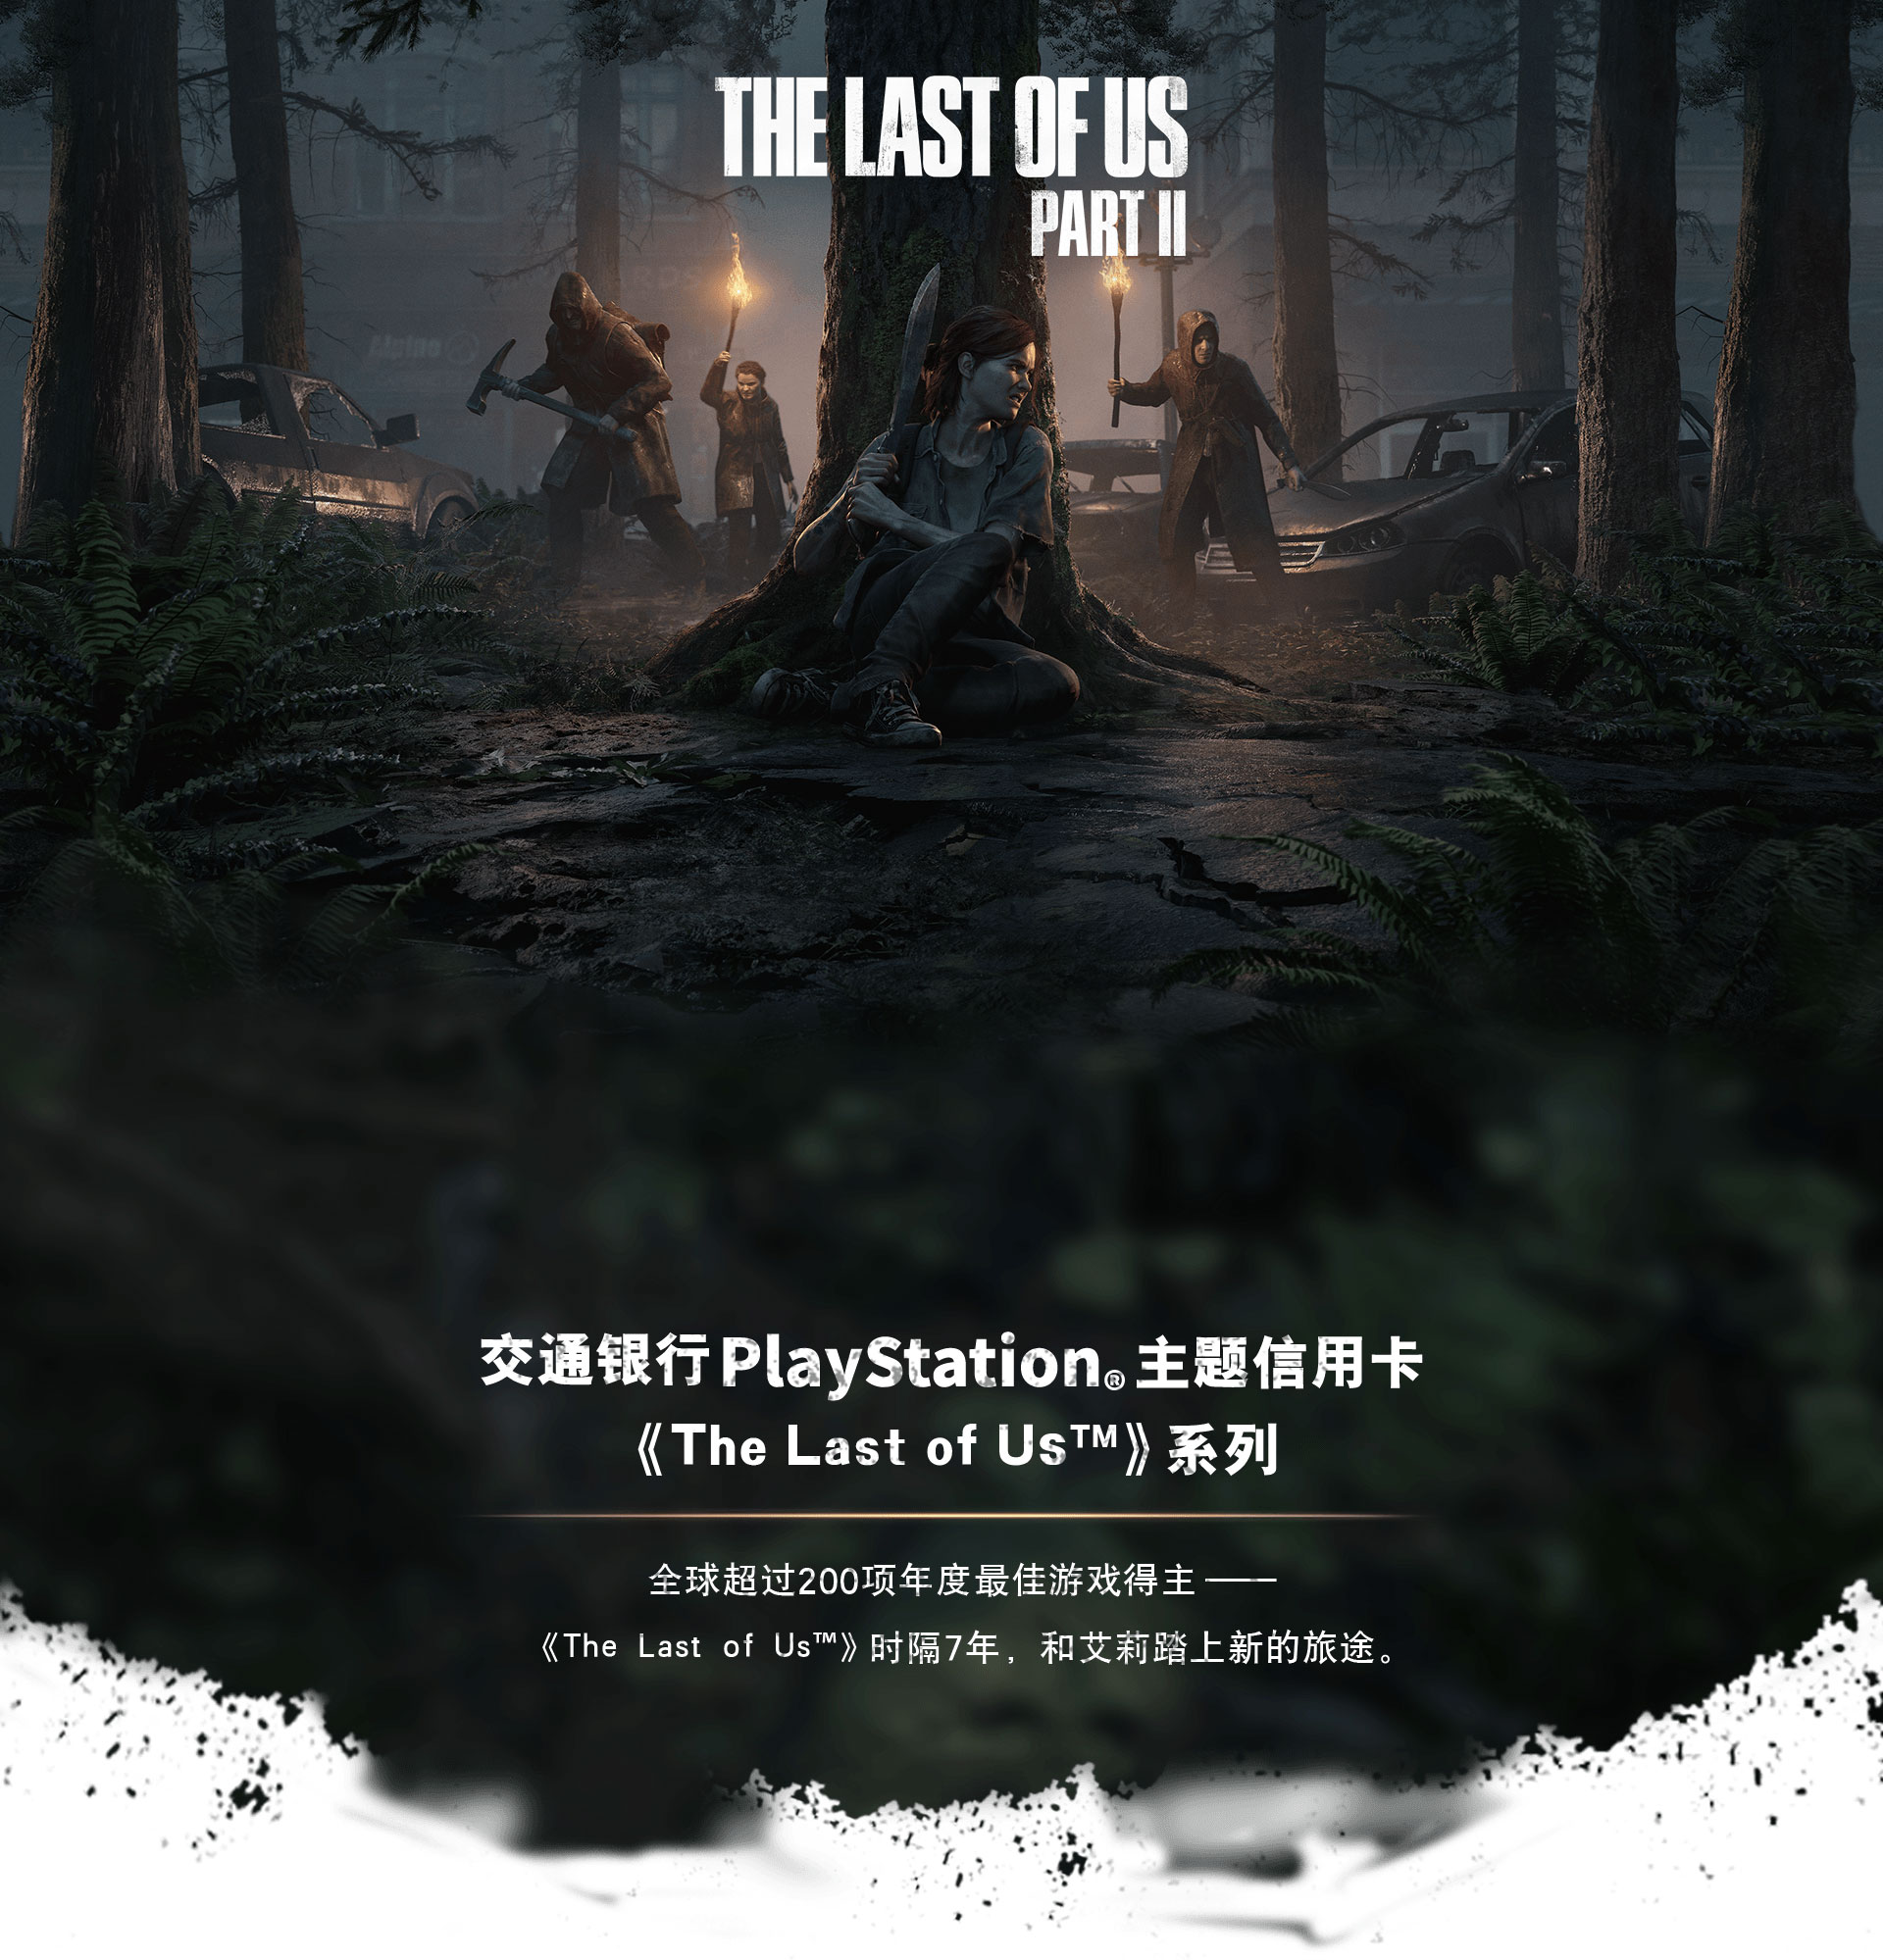 THE LAST OF US
PART II
Alpine
交通银行PlayStation®主题信用卡
《The Last of Us™》系列
全球超过200项年度最佳游戏得主——
《The Last of Us™》时隔7年，和艾莉踏上新的旅途。